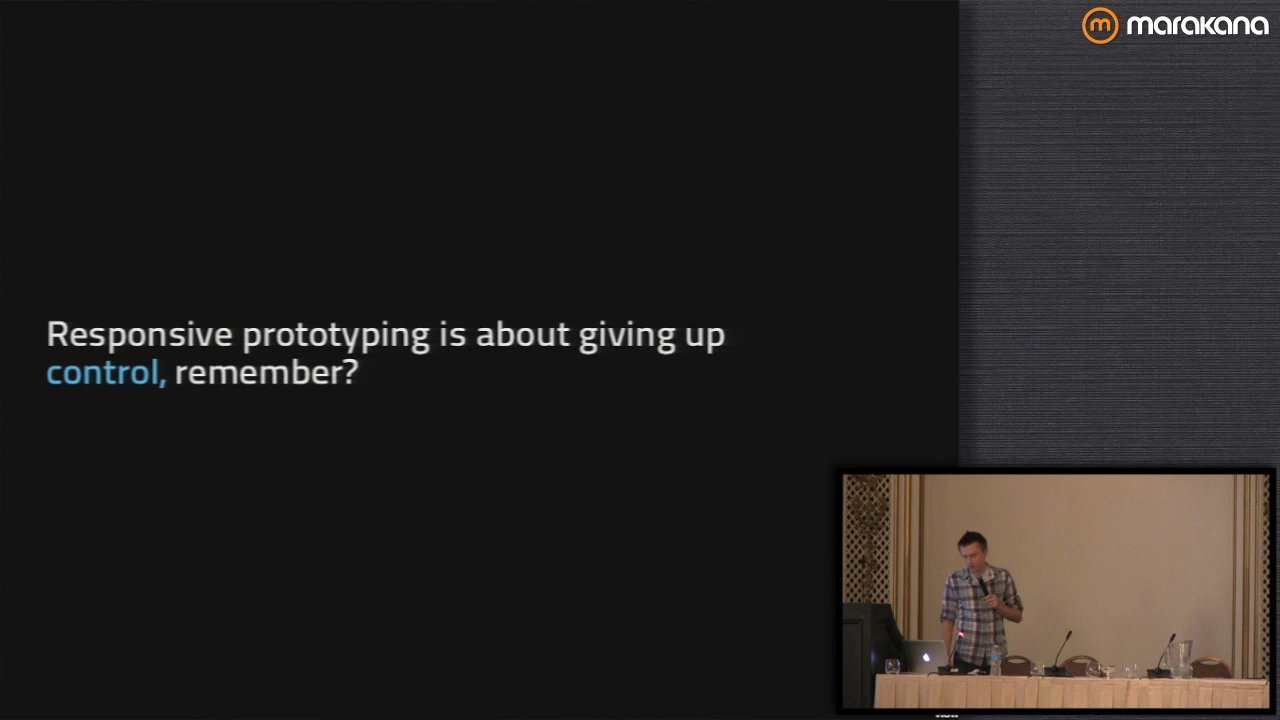 marakana
Responsive prototyping is about giving up
control, remember?